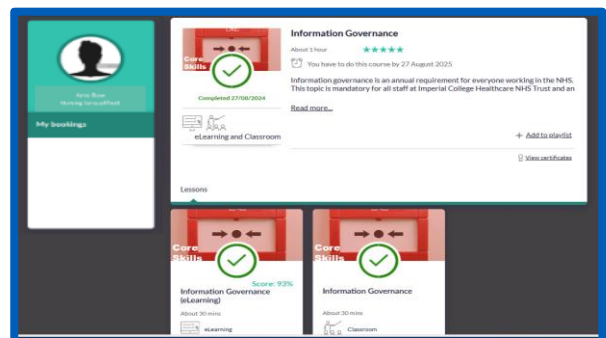 My bookings
Core
Skills
Completed 27/08/2024
eLearning and Classroom
Information Governance
About 1 hour
You have to do this course by 27 August 2025
Information governance is an annual requirement for everyone working in the NHS.
This topic is mandatory for all staff at Imperial College Healthcare NHS Trust and an
Read more...
+ Add to playlist
View certificates
Lessons
Core
Skills
Score: 93%
Information Governance
(eLearning)
About 30 mins
eLearning
Core
Skills
Information Governance
About 30 mins
Classroom